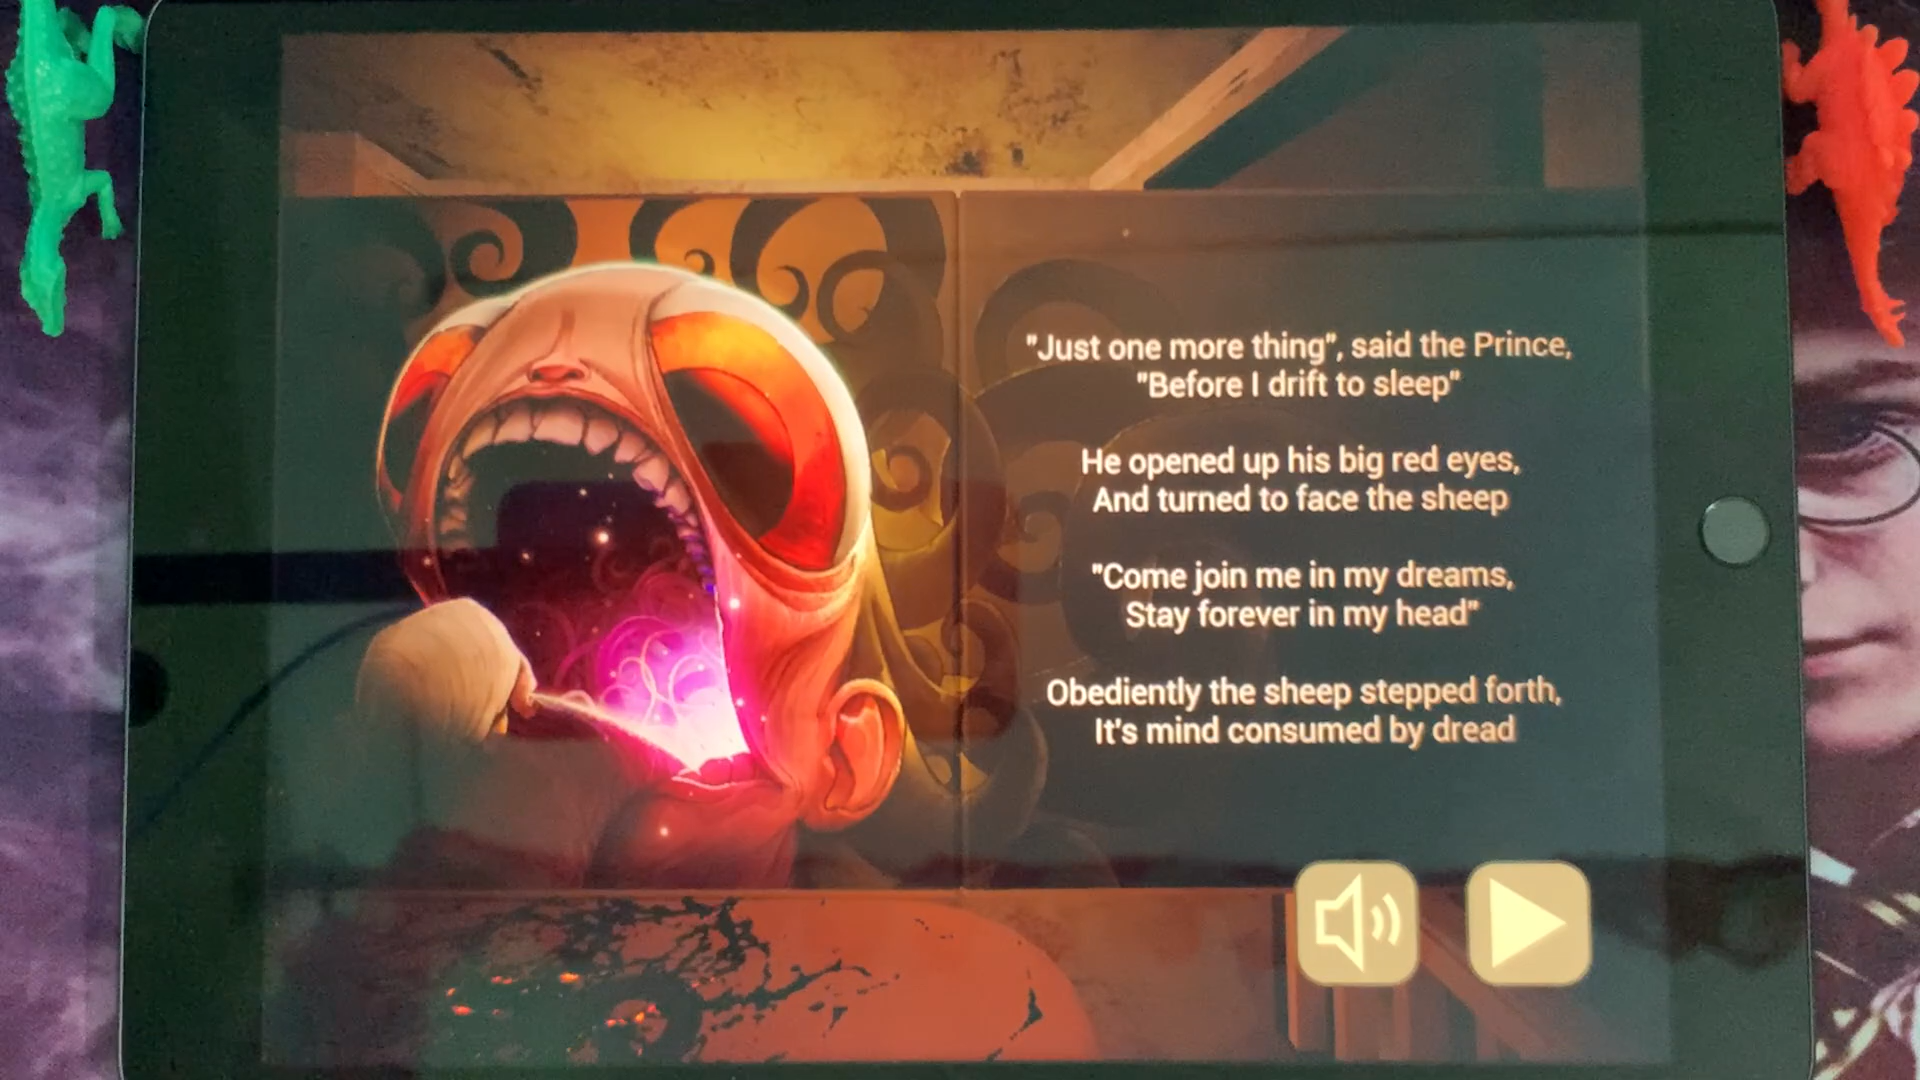 "Just one more thing", said the Prince,
"Before I drift to sleep"
He opened up his big red eyes,
And turned to face the sheep
"Come join me in my dreams,
Stay forever in my head"
Obediently the sheep stepped forth,
It's mind consumed by dread